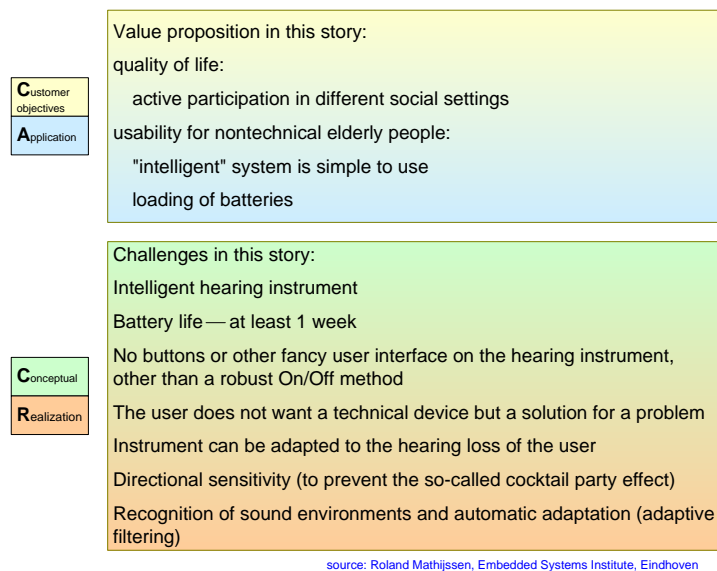 Value proposition in this story:
quality of life:
active participation in different social settings
usability for nontechnical elderly people:
"intelligent" system is simple to use
loading of batteries
Customer
objectives
Application
Challenges in this story:
Intelligent hearing instrument
Battery life — at least 1 week
No buttons or other fancy user interface on the hearing instrument,
other than a robust On/Off method
The user does not want a technical device but a solution for a problem
Instrument can be adapted to the hearing loss of the user
Directional sensitivity (to prevent the so-called cocktail party effect)
Recognition of sound environments and automatic adaptation (adaptive
filtering)
Conceptual
Realization
source: Roland Mathijssen, Embedded Systems Institute, Eindhoven